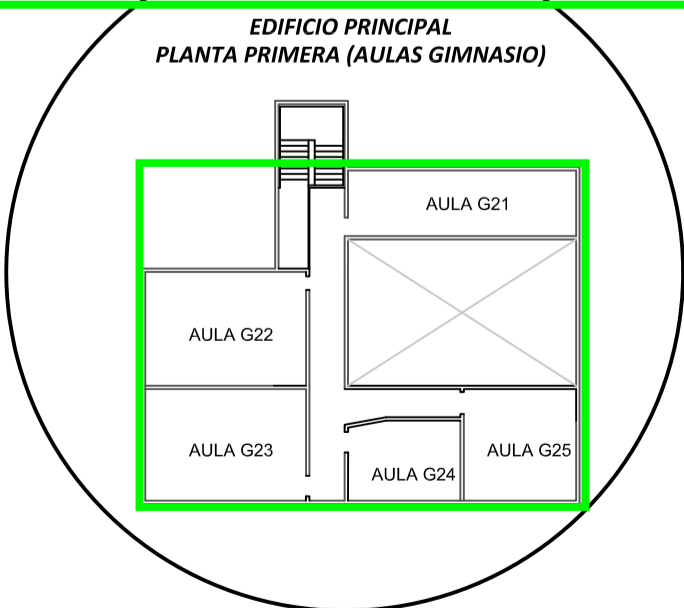 EDIFICIO PRINCIPAL
PLANTA PRIMERA (AULAS GIMNASIO)
AULA G21
AULA G22
AULA G23
AULA G24
AULA G25